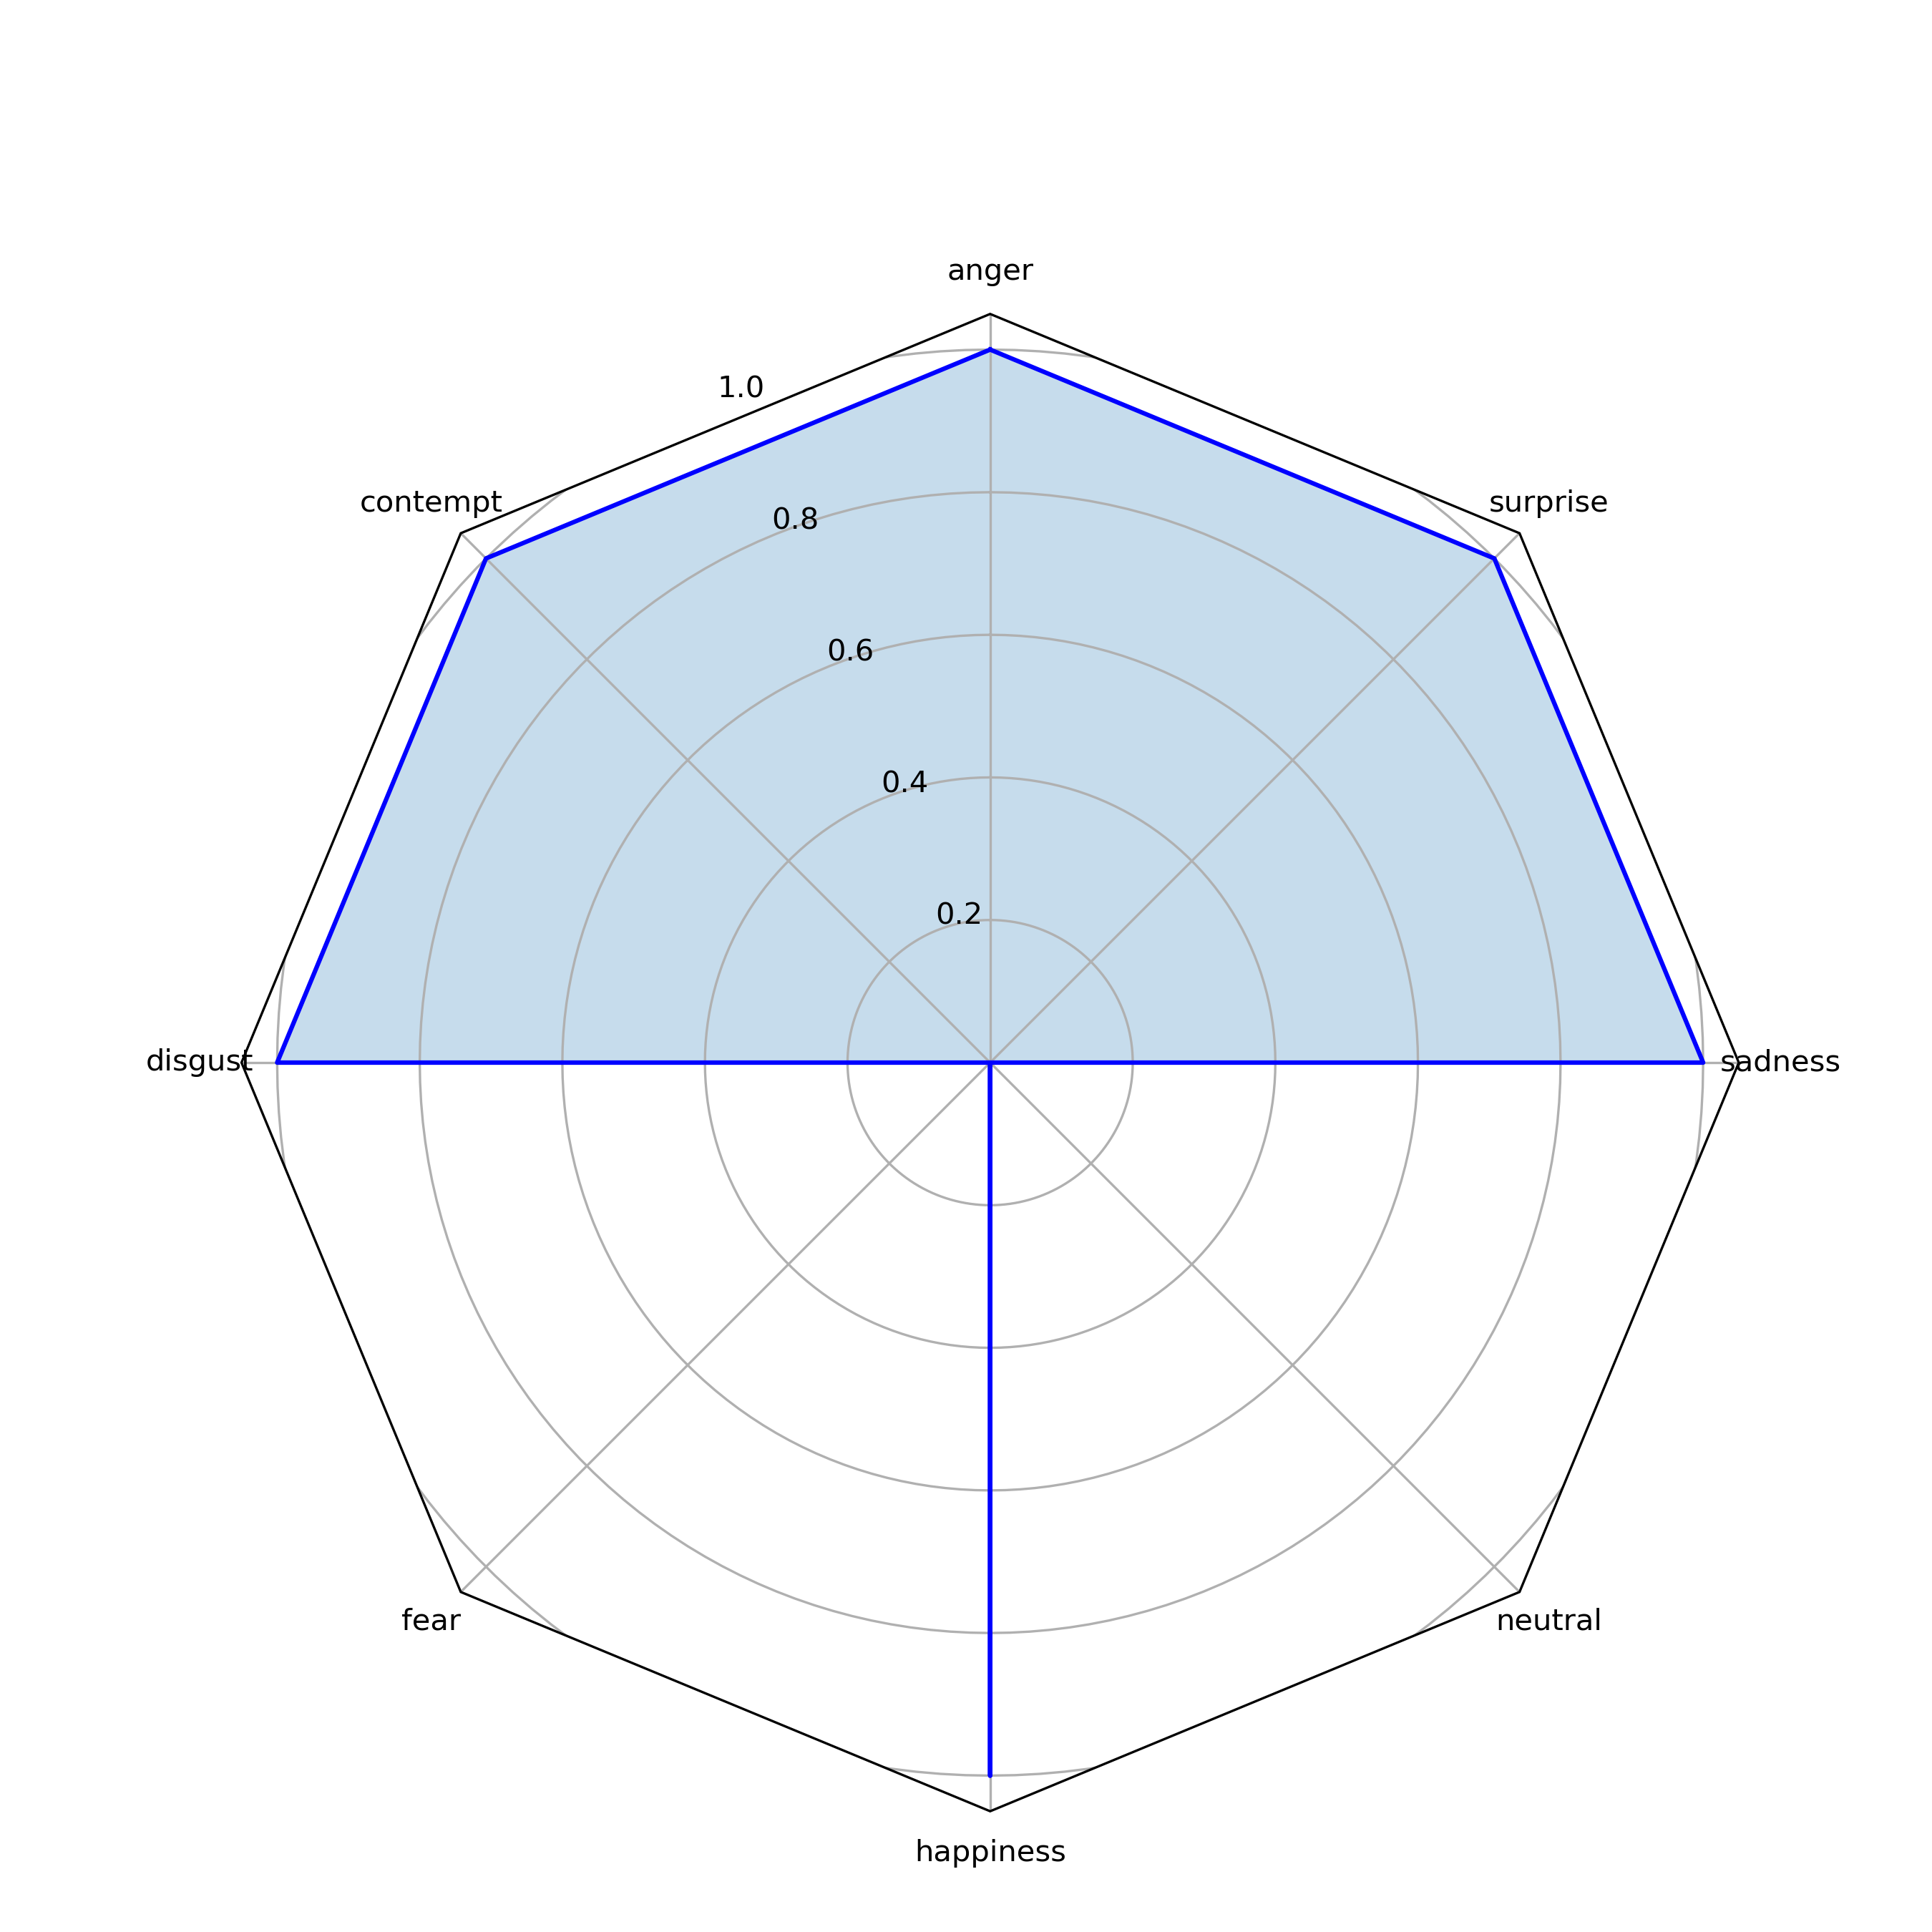 anger
1.0
contempt
surprise
0.8
0.6
0.4
0.2
disgust
sadness
fear
neutral
happiness